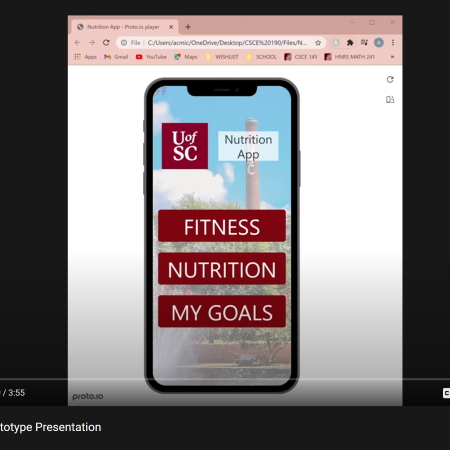 Nutrition App - Proto.io player
File
C:/Users/acmic/OneDrive/Desktop/CSCE%20190/Files/N...
Apps
Gmail
YouTube
Maps
WISHLIST
SCHOOL
CSCE 145
HNRS MATH 241
»
UofSC
Nutrition
App
C
FITNESS
NUTRITION
MY GOALS
proto.io
/ 3:55
totype Presentation